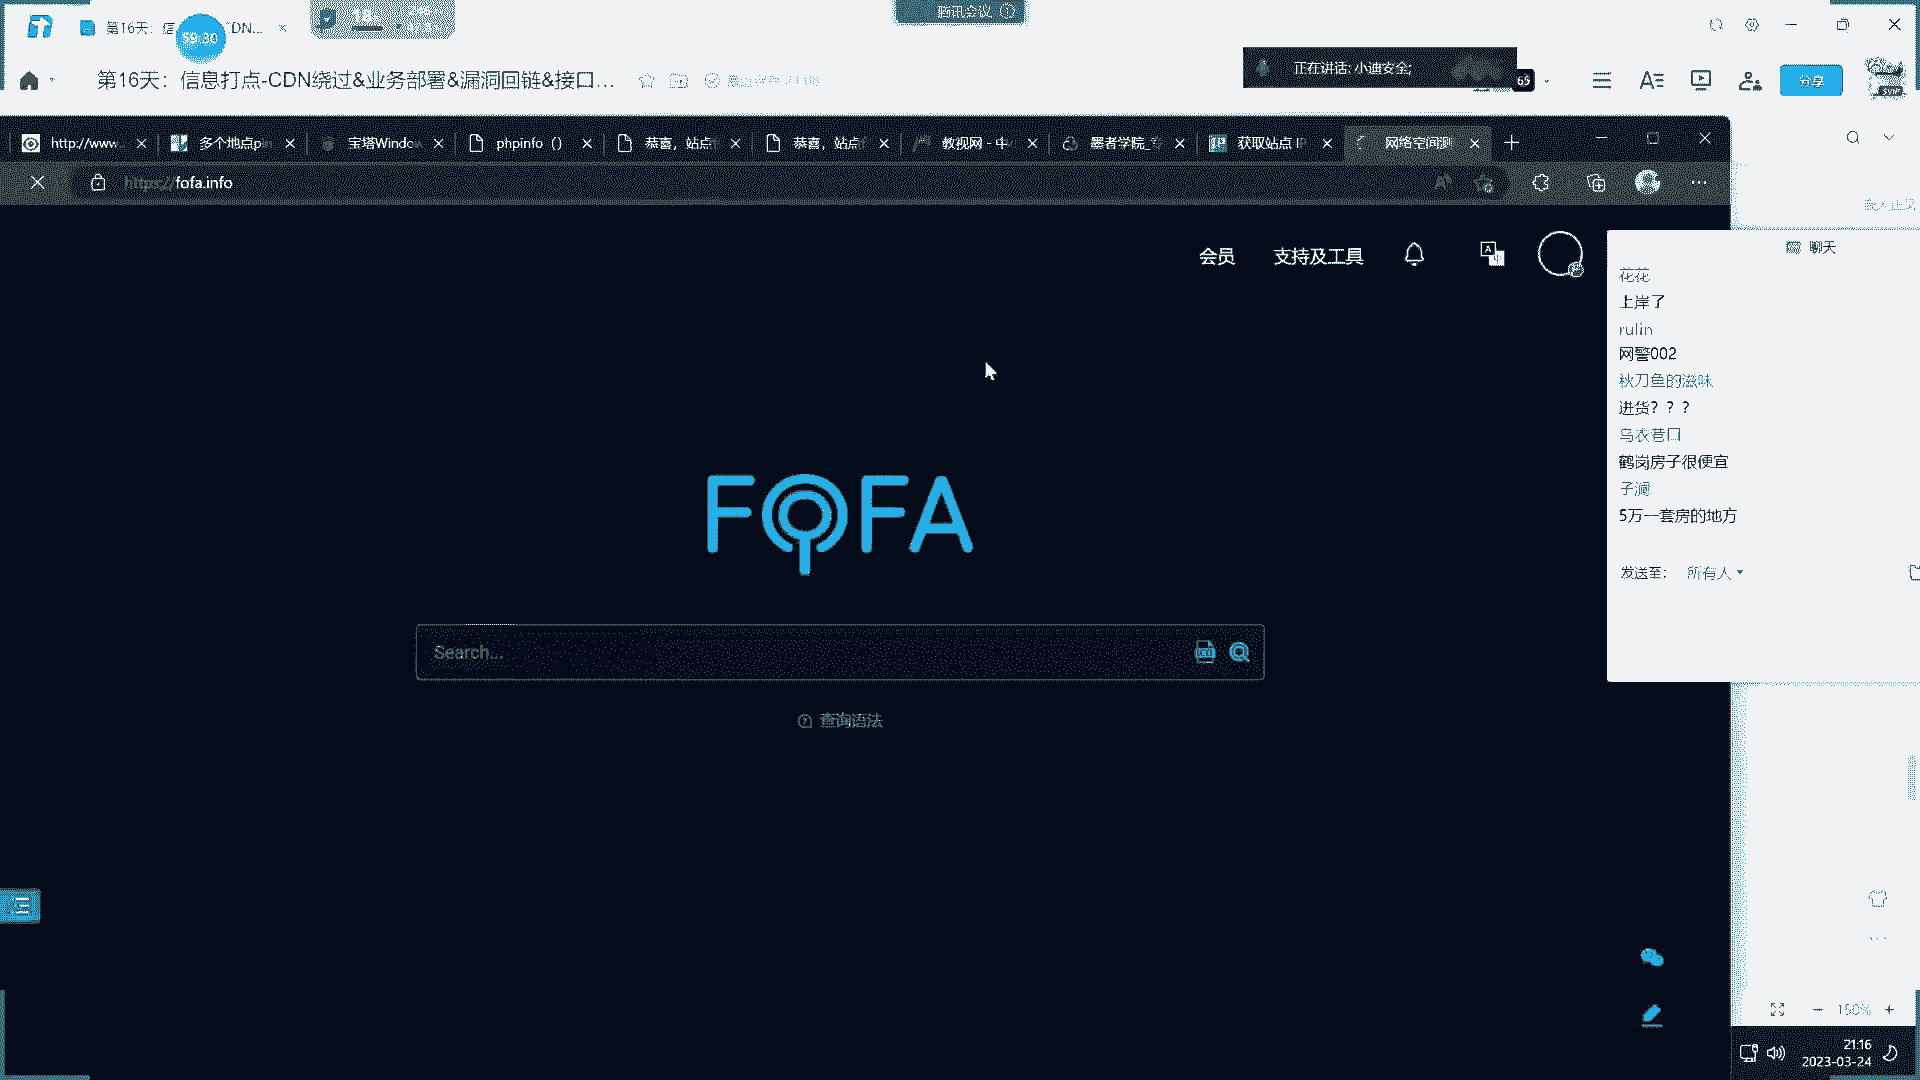 腾讯会议
第16天：信
DN...
59:30
第16天：信息打点-CDN绕过&业务部署&漏洞回链&接口...
正在讲话: 小迪安全;
65
分享
http://www.
多个地点pin
宝塔Window
phpinfo（）
恭喜，站点
恭喜，站点
教视网 - 中
墨者学院_专
获取站点 IP
网络空间测
https://fofa.info
会员
支持及工具
聊天
花花
上岸了
rulin
网警002
秋刀鱼的滋味
进货？？？
乌衣巷口
鹤岗房子很便宜
子澜
5万一套房的地方
发送至：
所有人
FOFA
Search...
查询语法
150%
21:16
2023-03-24